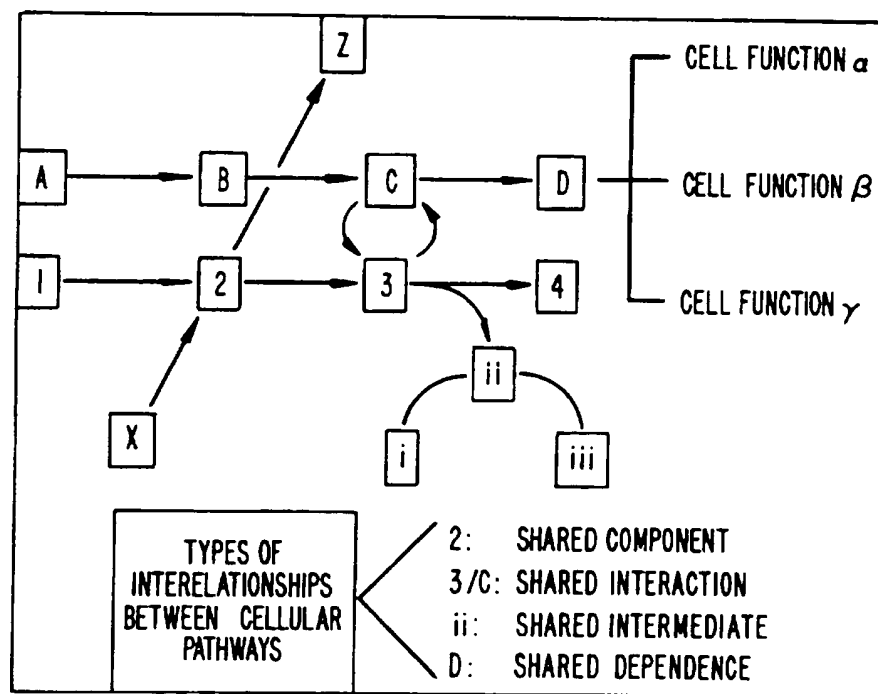 Z
CELL FUNCTION α
A
B
C
D
CELL FUNCTION β
1
2
3
4
CELL FUNCTION γ
ii
X
i
iii
TYPES OF
INTERELATIONSHIPS
BETWEEN CELLULAR
PATHWAYS
2: SHARED COMPONENT
3/C: SHARED INTERACTION
ii: SHARED INTERMEDIATE
D: SHARED DEPENDENCE